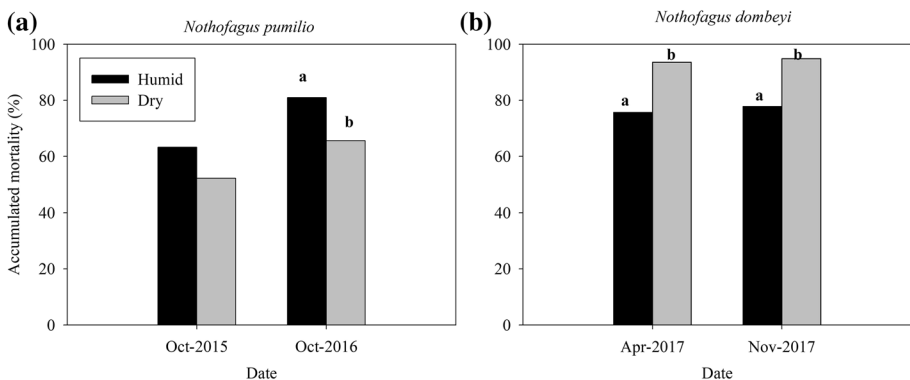 (a)
Nothofagus pumilio
100
80
60
40
20
0
Accumulated mortality (%)
Humid
Dry
a
b
Oct-2015
Oct-2016
Date
(b)
Nothofagus dombeyi
100
80
60
40
20
0
a
b
a
b
Apr-2017
Nov-2017
Date